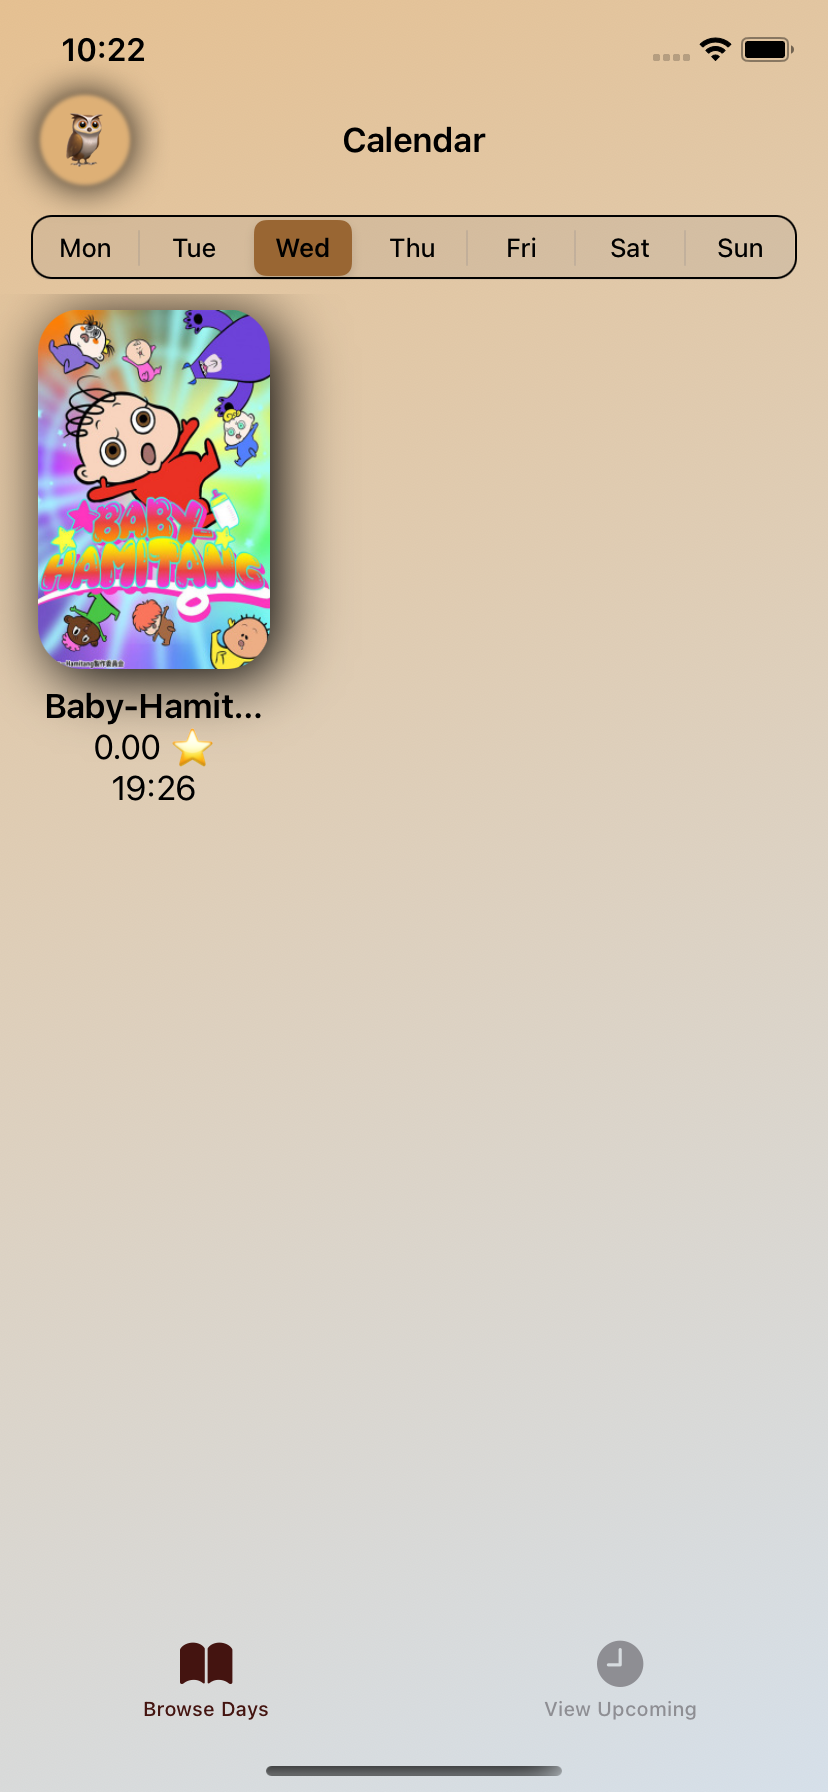 10:22
Calendar
Mon Tue Wed Thu Fri Sat Sun
BABY-
HAMITANG
Hamitang製作委員会
Baby-Hamit...
0.00
19:26
Browse Days
View Upcoming